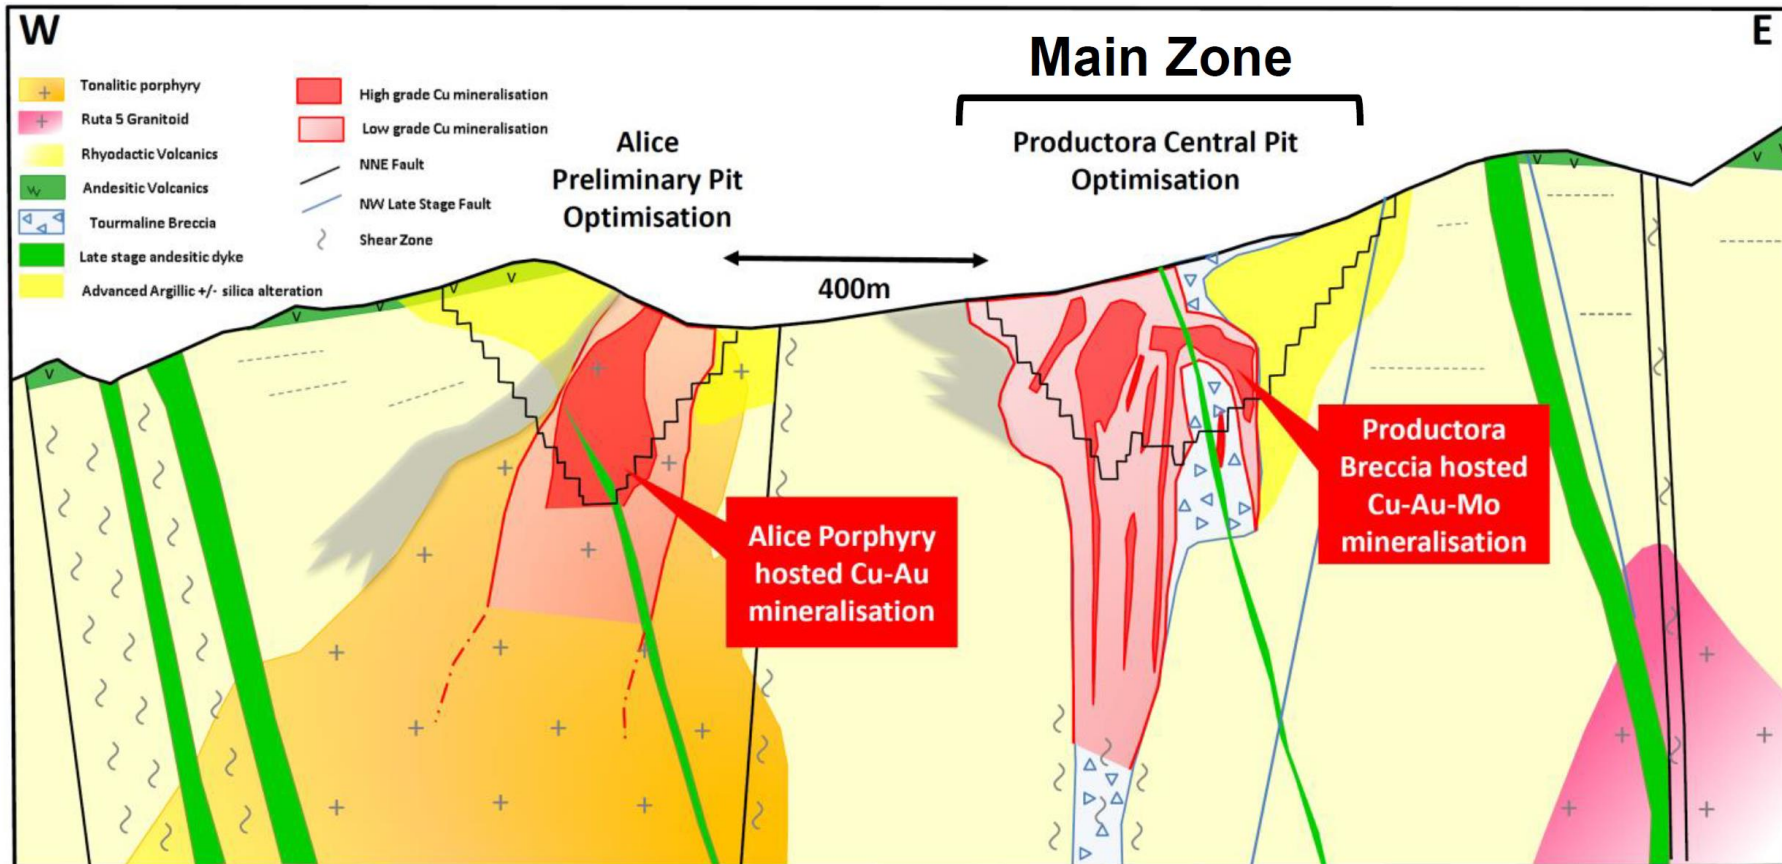 W
E
Main Zone
Tonalitic porphyry
Ruta 5 Granitoid
Rhyodactic Volcanics
Andesitic Volcanics
Tourmaline Breccia
Late stage andesitic dyke
Advanced Argillic +/- silica alteration
High grade Cu mineralisation
Low grade Cu mineralisation
NNE Fault
NW Late Stage Fault
Shear Zone
Alice
Preliminary Pit
Optimisation
Productora Central Pit
Optimisation
400m
Alice Porphyry
hosted Cu-Au
mineralisation
Productora
Breccia hosted
Cu-Au-Mo
mineralisation